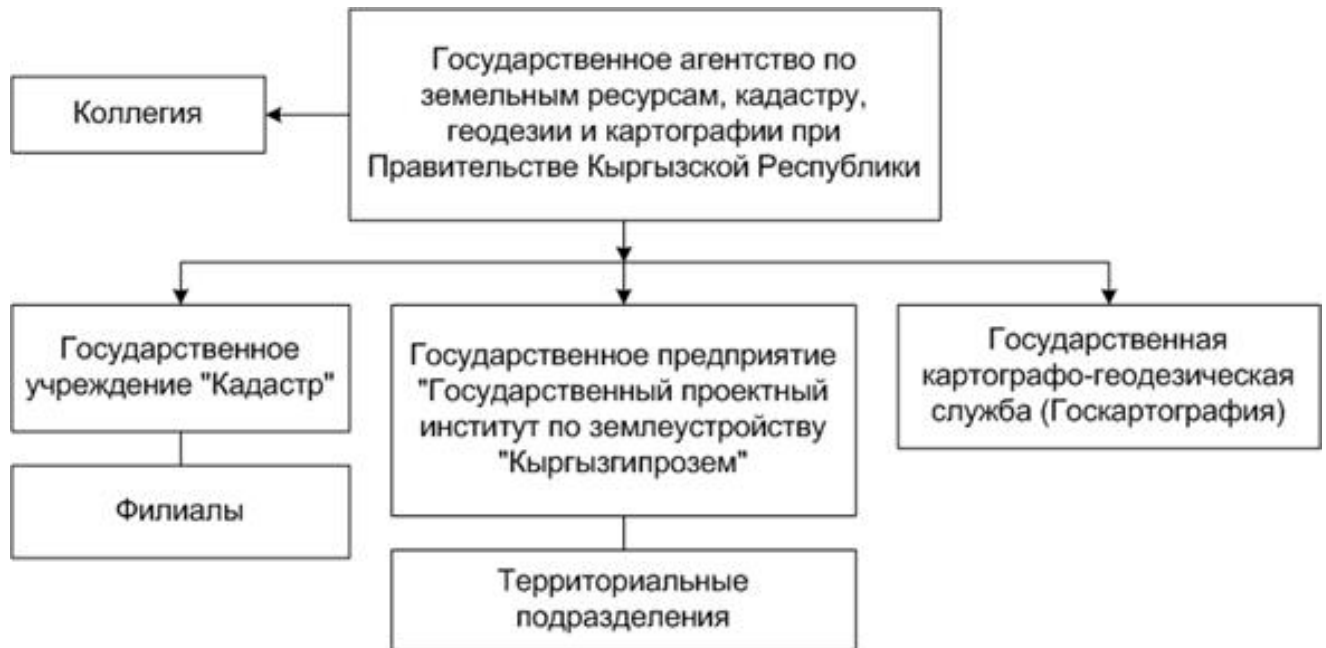 Государственное агентство по
земельным ресурсам, кадастру,
геодезии и картографии при
Правительстве Кыргызской Республики
Коллегия
Государственное
учреждение "Кадастр"
Государственное предприятие
"Государственный проектный
институт по землеустройству
"Кыргызгипрозем"
Государственная
картографо-геодезическая
служба (Госкартография)
Филиалы
Территориальные
подразделения